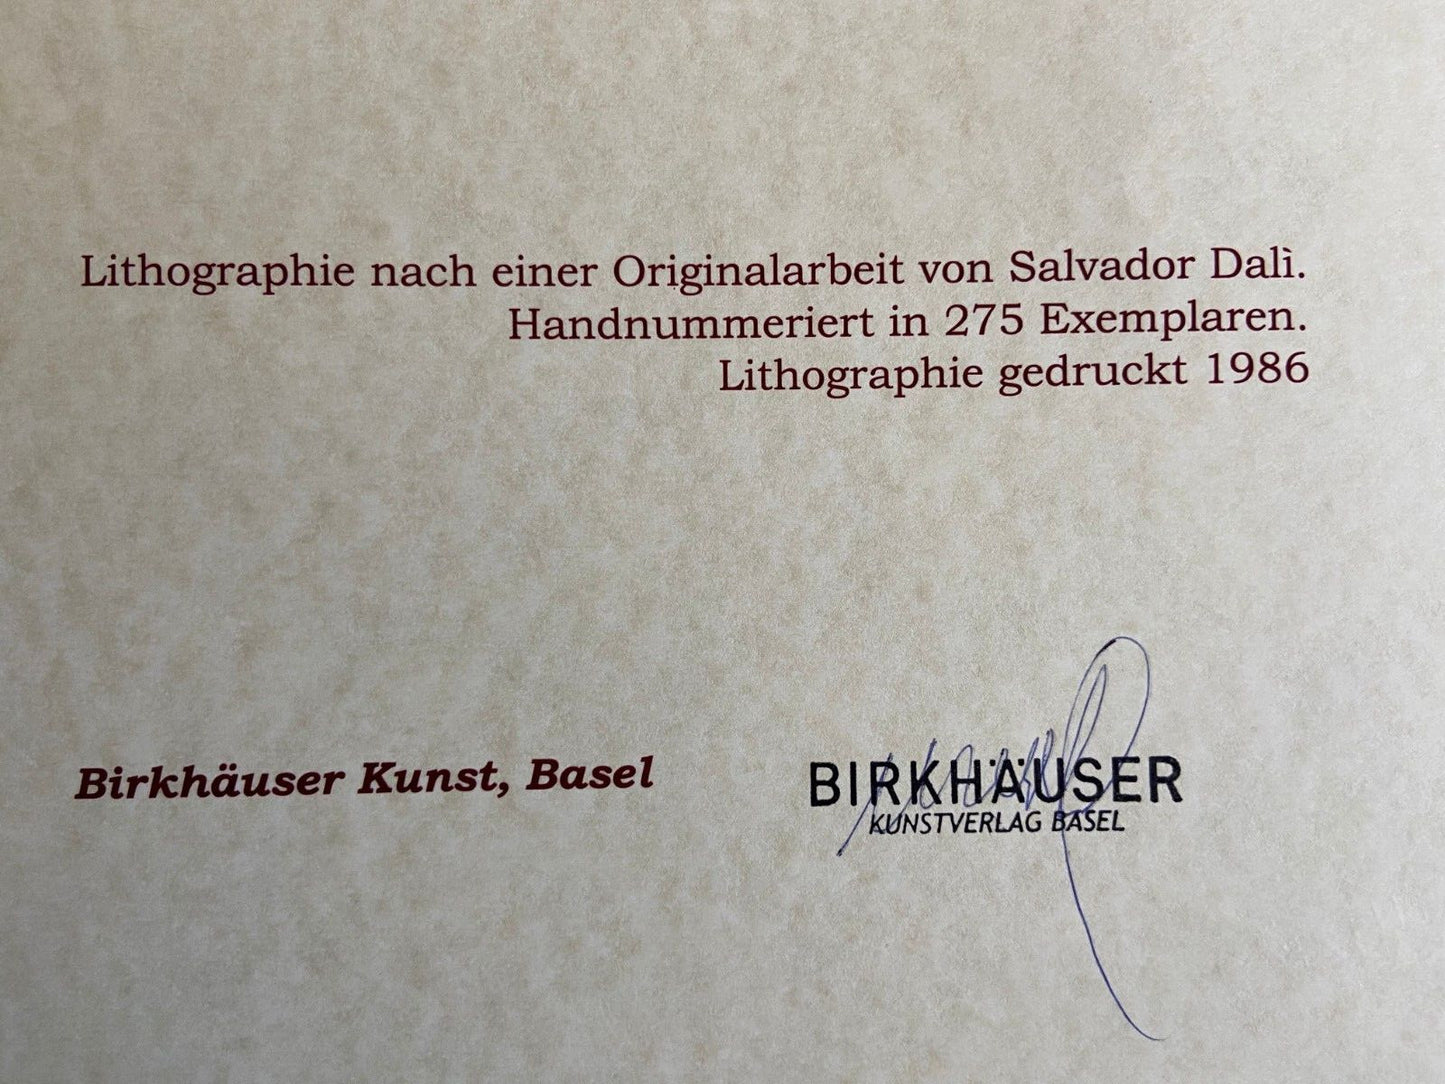 Lithographie nach einer Originalarbeit von Salvador Dalì.
Handnummeriert in 275 Exemplaren.
Lithographie gedruckt 1986
Birkhäuser Kunst, Basel
BIRKHÄUSER
KUNSTVERLAG BASEL